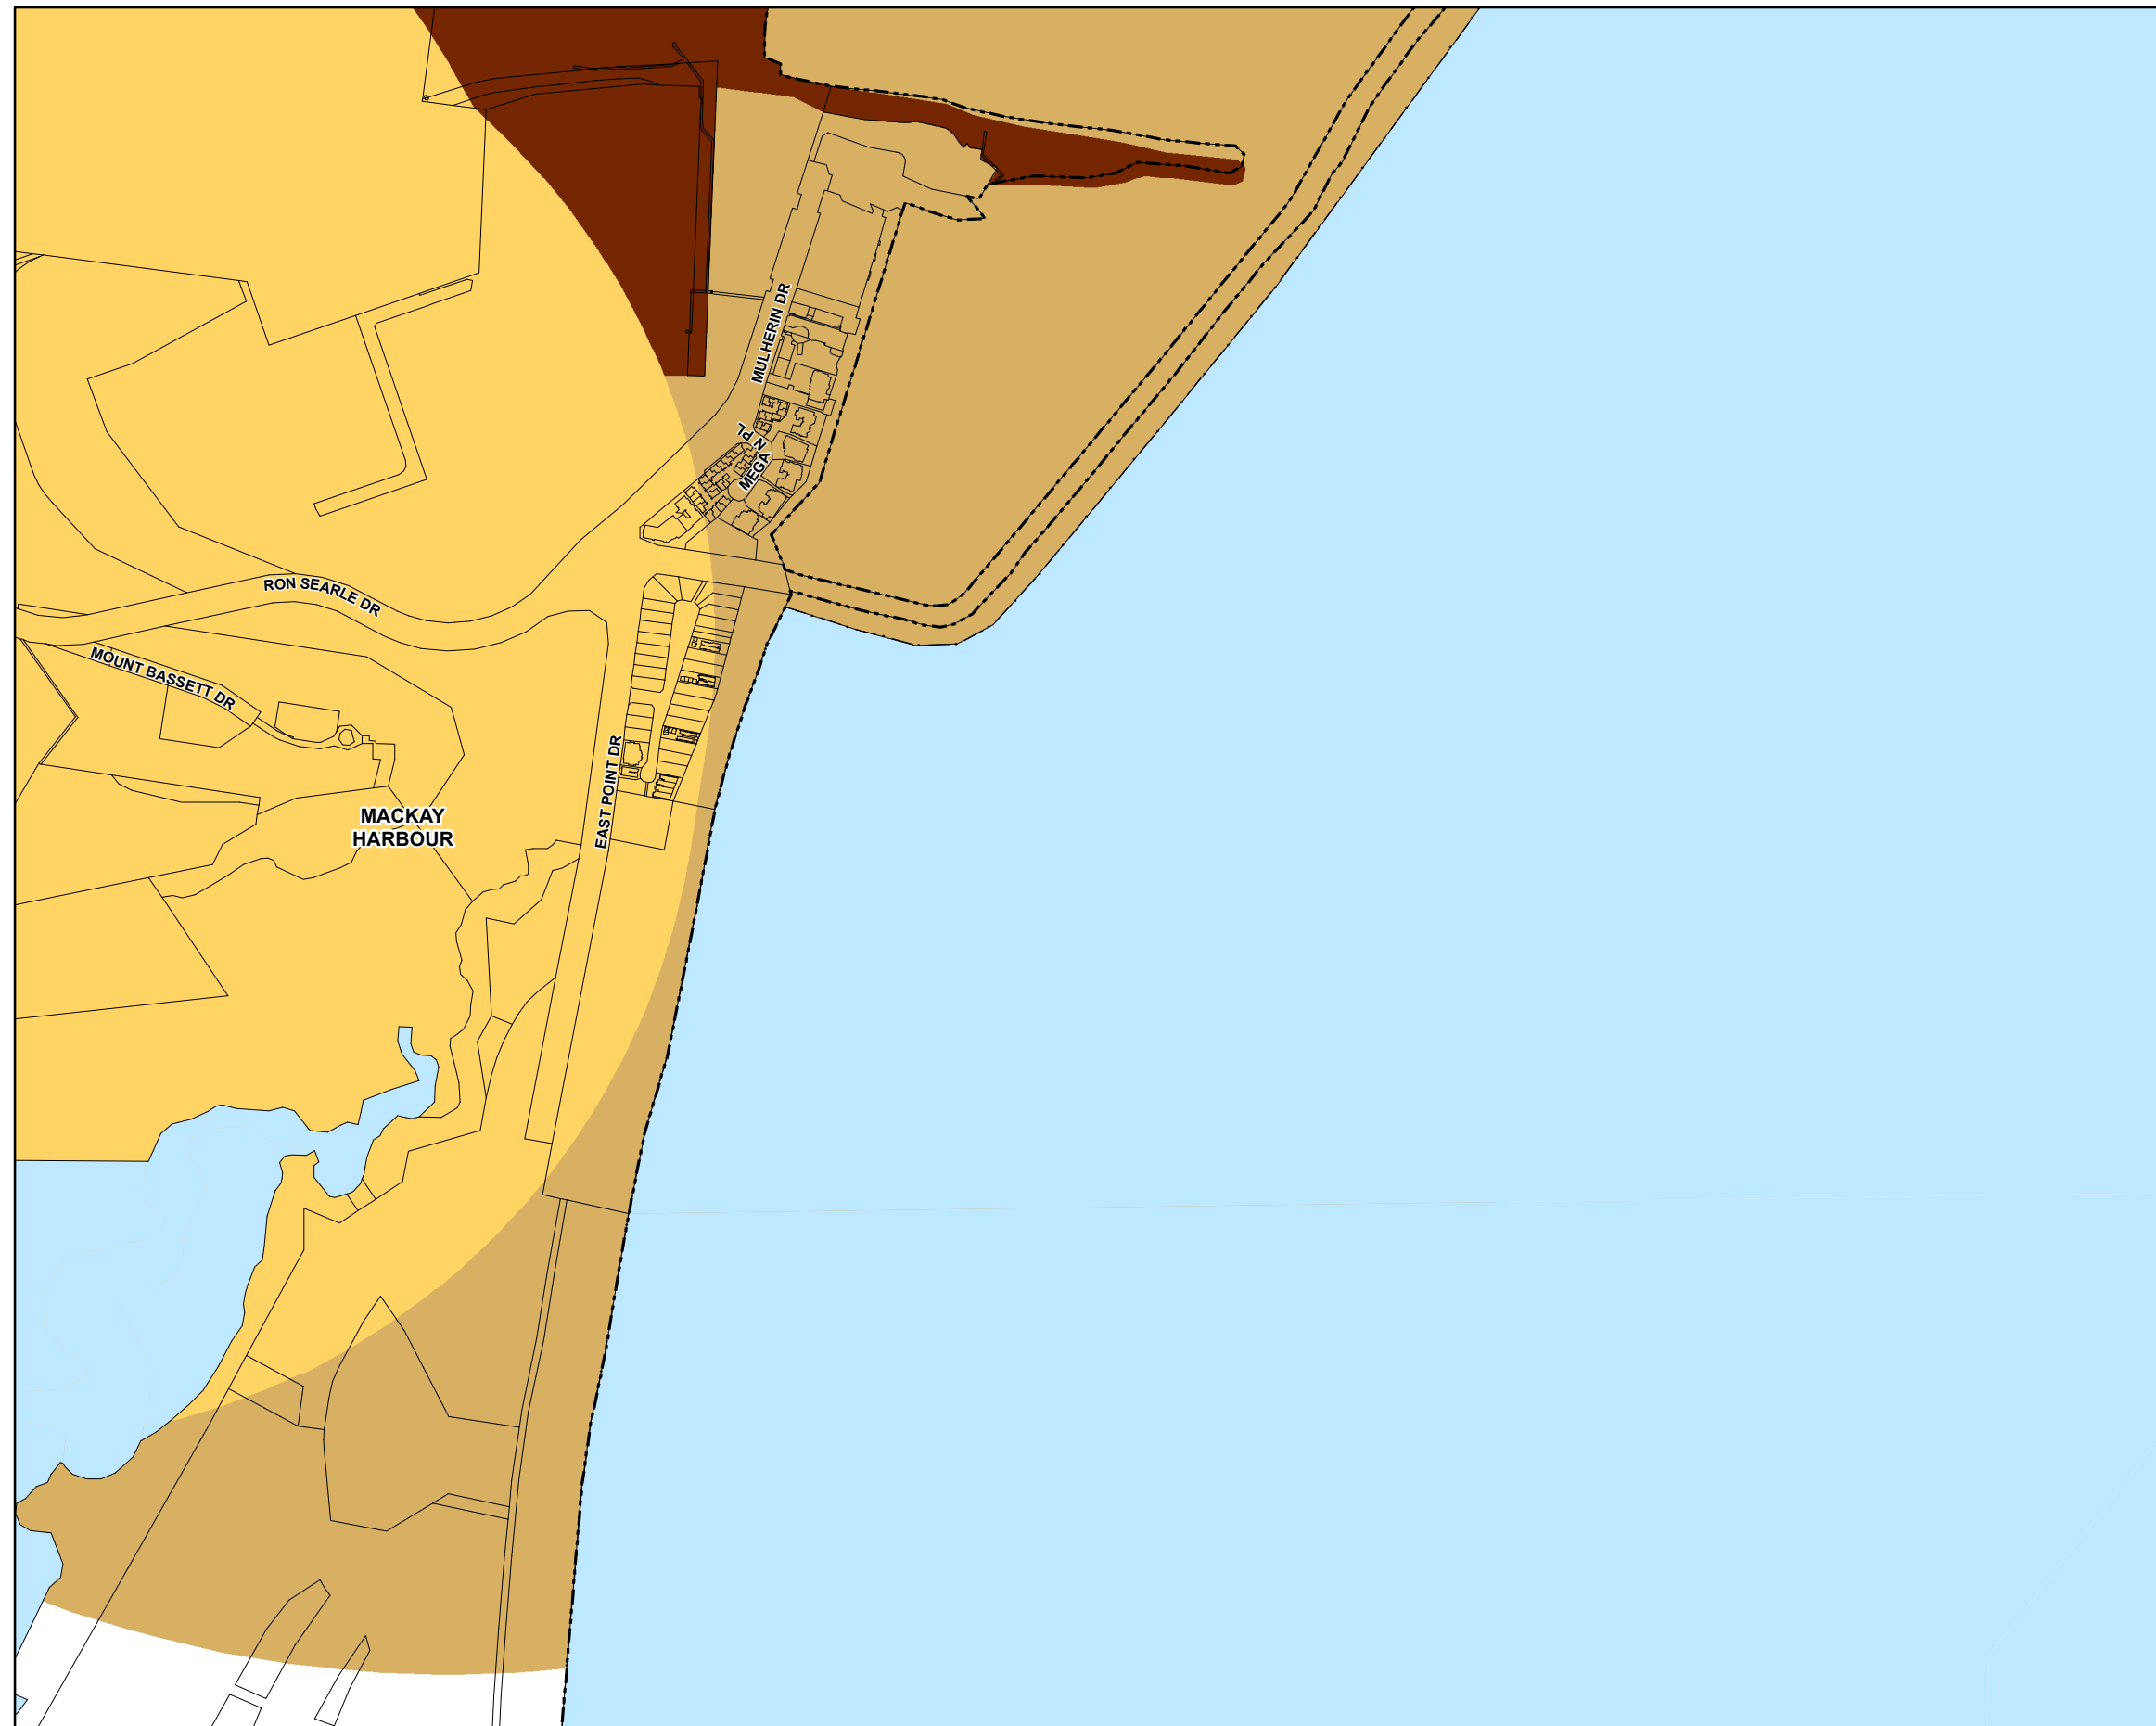 MULHERIN DR
MEGA
N PL
RON SEARLE DR
MOUNT BASSETT DR
EAST POINT DR
MACKAY
HARBOUR